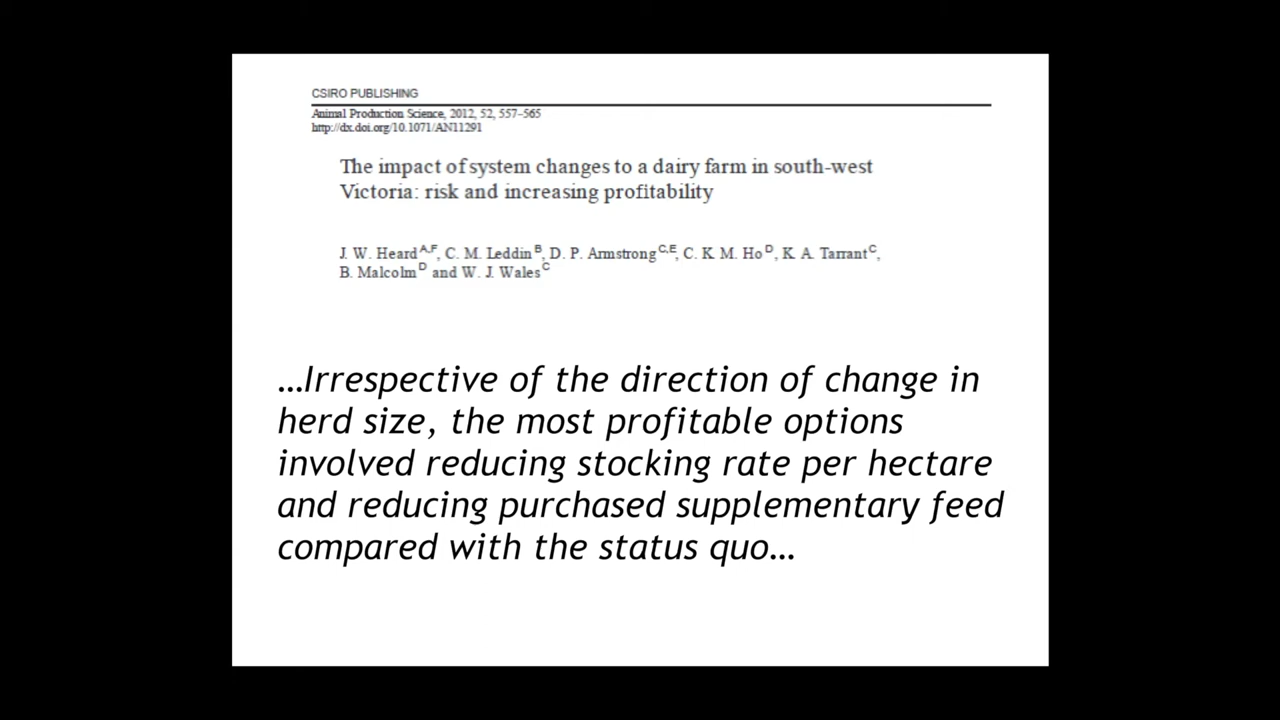 CSIRO PUBLISHING
Animal Production Science, 2012, 52, 557–565
http://dx.doi.org/10.1071/AN11291
The impact of system changes to a dairy farm in south-west
Victoria: risk and increasing profitability
J. W. Heard A,F, C. M. Leddin B, D. P. Armstrong C,E, C. K. M. Ho D, K. A. Tarrant C,
B. Malcolm D and W. J. Wales C
…Irrespective of the direction of change in
herd size, the most profitable options
involved reducing stocking rate per hectare
and reducing purchased supplementary feed
compared with the status quo…